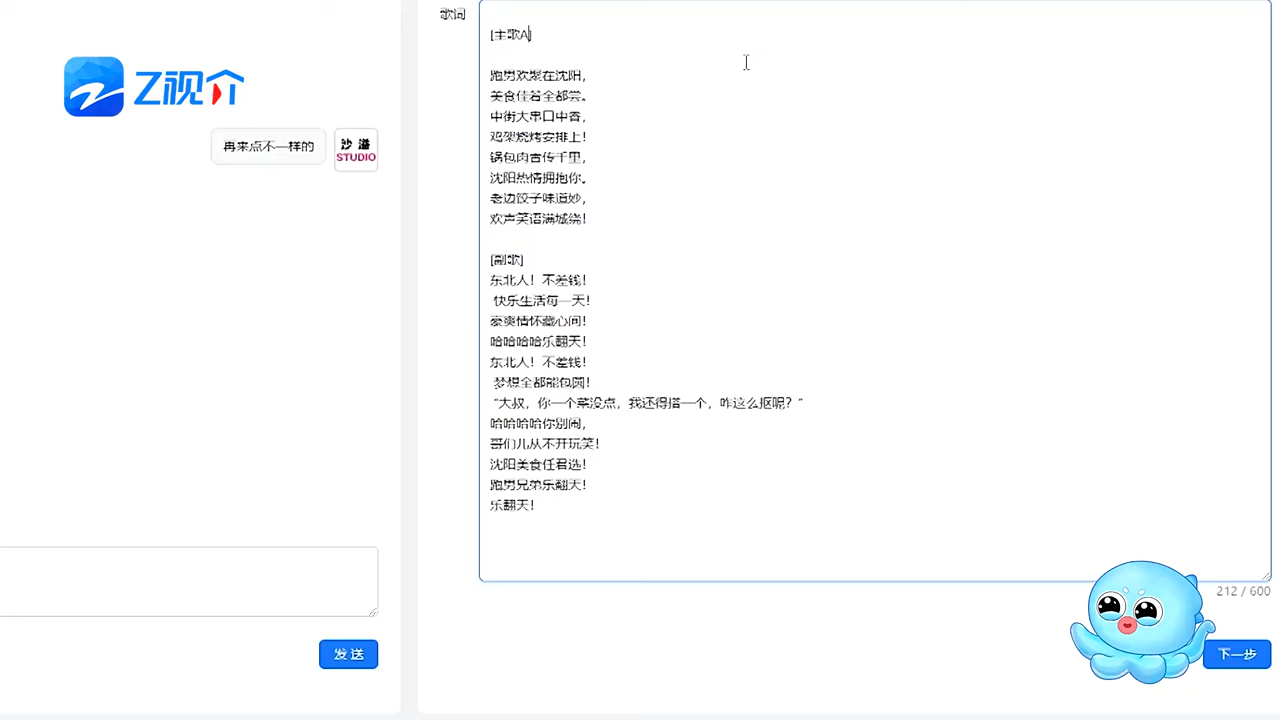 Z视介
再来点不一样的
沙溢
STUDIO
发送
歌词
[主歌A]
跑男欢聚在沈阳，
美食佳肴全都尝。
中街大串口中香，
鸡架烧烤安排上！
锅包肉香传千里，
沈阳热情拥抱你。
老边饺子味道妙，
欢声笑语满城绕！
[副歌]
东北人！不差钱！
快乐生活每一天！
豪爽情怀藏心间！
哈哈哈哈乐翻天！
东北人！不差钱！
梦想全都能包圆！
“大叔，你一个菜没点，我还得搭一个，咋这么抠呢？”
哈哈哈哈你别闹，
哥们儿从不开玩笑！
沈阳美食任君选！
跑男兄弟乐翻天！
乐翻天！
212 / 600
下一步